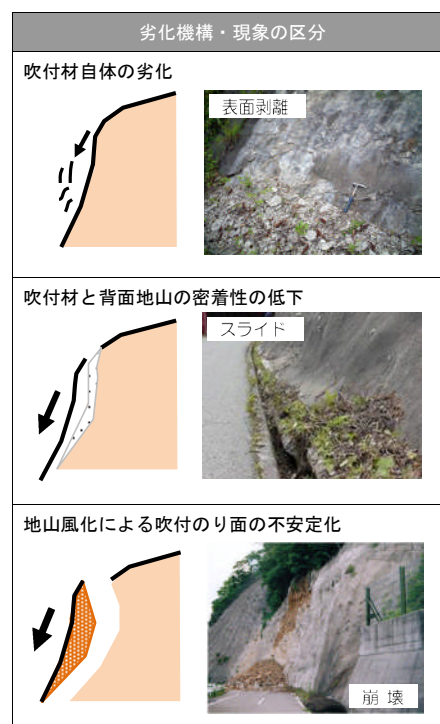 劣化機構・現象の区分
吹付材自体の劣化
表面剥離
吹付材と背面地山の密着性の低下
スライド
地山風化による吹付のり面の不安定化
崩 壊